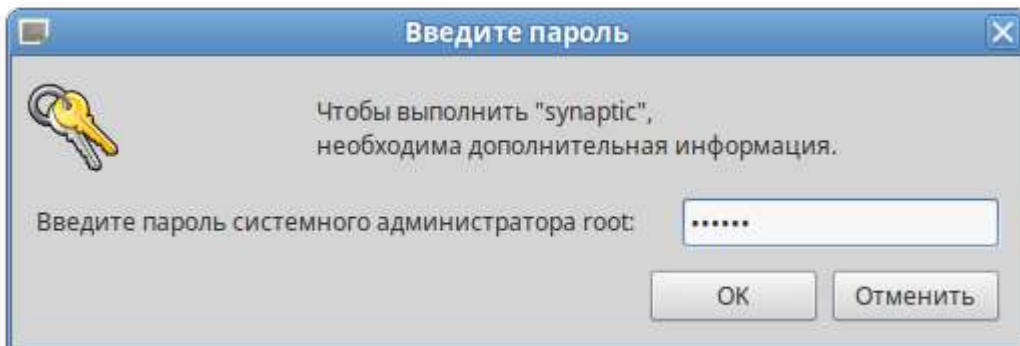 Введите пароль
Чтобы выполнить "synaptic",
необходима дополнительная информация.
Введите пароль системного администратора root:
••••••
OK
Отменить